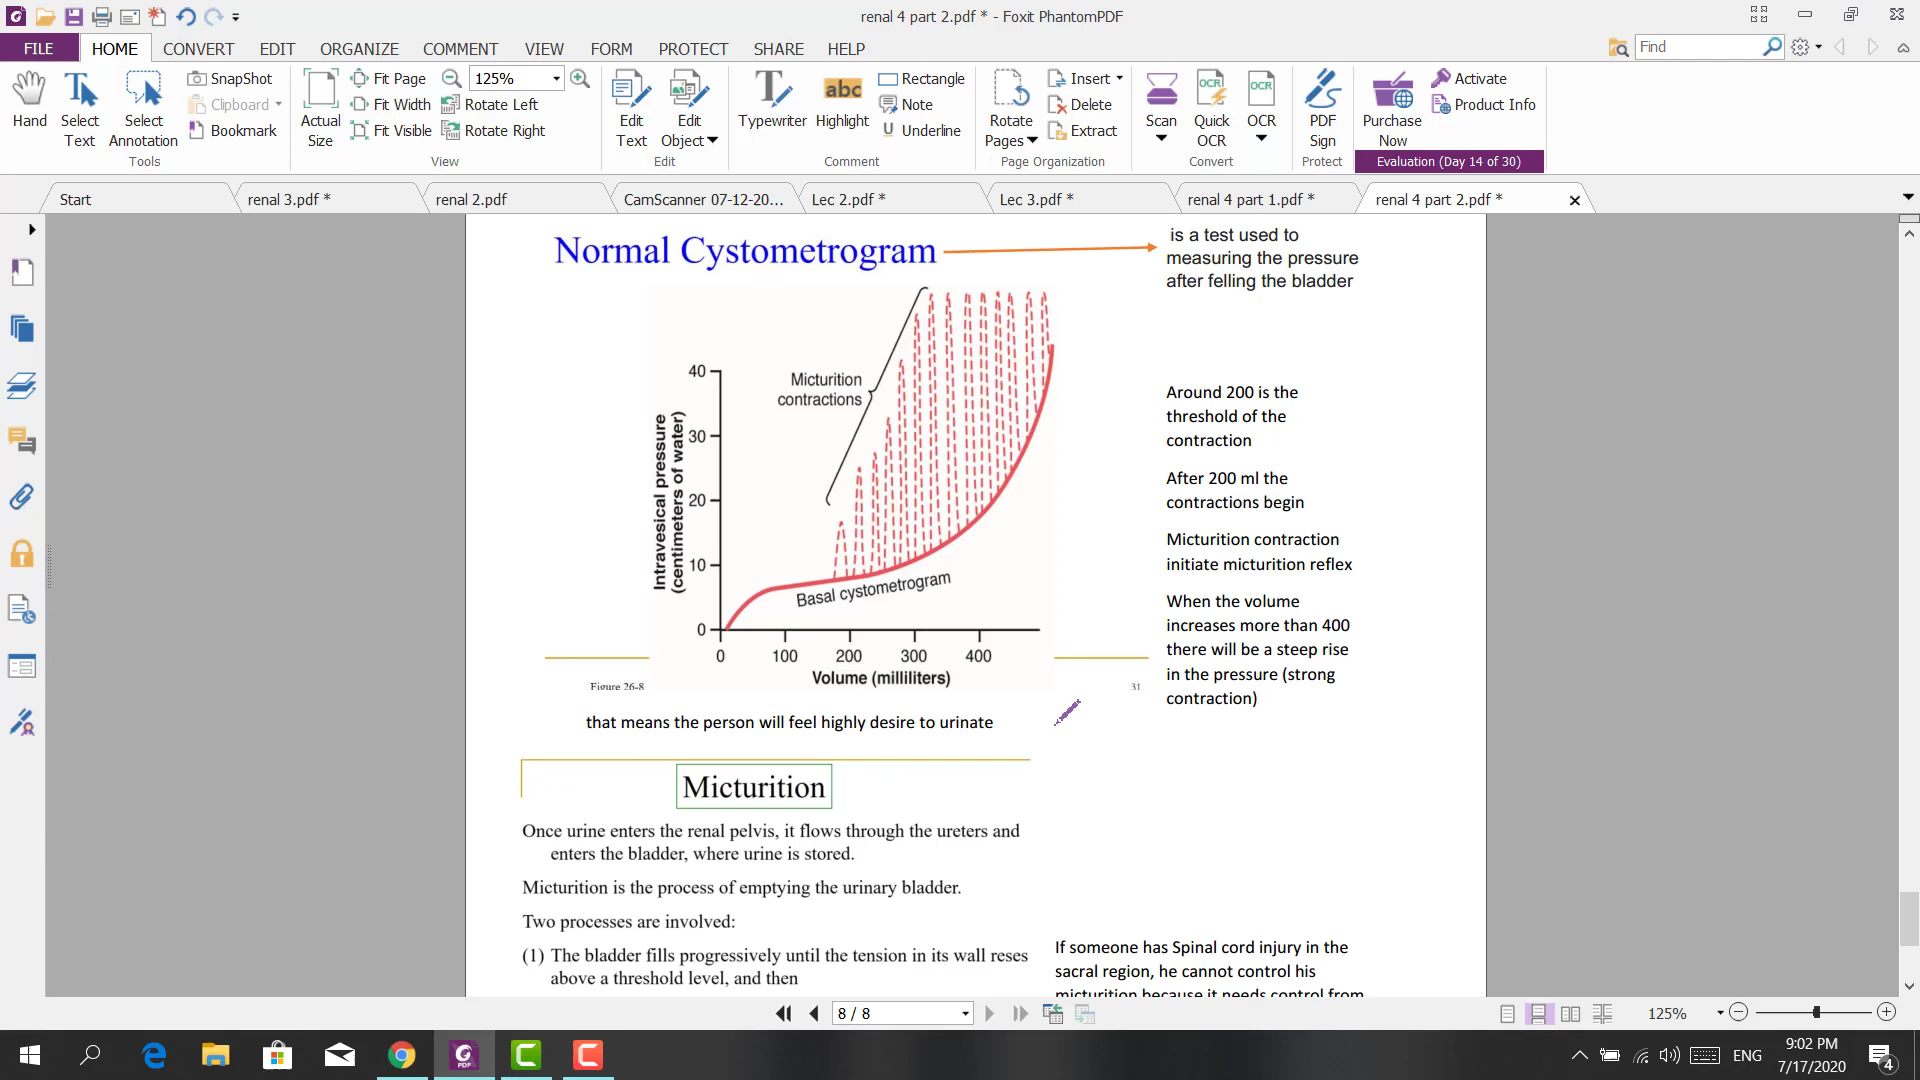 renal 4 part 2.pdf * - Foxit PhantomPDF
FILE HOME CONVERT EDIT ORGANIZE COMMENT VIEW FORM PROTECT SHARE HELP
Find
Hand
Select Text
Select Annotation
SnapShot
Clipboard
Bookmark
Tools
Actual Size
Fit Page
Fit Width
Fit Visible
125%
Rotate Left
Rotate Right
View
Edit Text
Edit Object
Edit
Typewriter
abc
Highlight
Rectangle
Note
Underline
Comment
Rotate Pages
Insert
Delete
Extract
Page Organization
Scan
OCR
Quick OCR
OCR
OCR
Convert
PDF Sign
Protect
Purchase Now
Activate
Product Info
Evaluation (Day 14 of 30)
Start
renal 3.pdf *
renal 2.pdf
CamScanner 07-12-20...
Lec 2.pdf *
Lec 3.pdf *
renal 4 part 1.pdf *
renal 4 part 2.pdf *
Normal Cystometrogram
is a test used to
measuring the pressure
after felling the bladder
Micturition
contractions
Intravesical pressure
(centimeters of water)
40
30
20
10
0
Basal cystometrogram
0 100 200 300 400
Volume (milliliters)
Figure 26-8
31
Around 200 is the
threshold of the
contraction
After 200 ml the
contractions begin
Micturition contraction
initiate micturition reflex
When the volume
increases more than 400
there will be a steep rise
in the pressure (strong
contraction)
that means the person will feel highly desire to urinate
Micturition
Once urine enters the renal pelvis, it flows through the ureters and
enters the bladder, where urine is stored.
Micturition is the process of emptying the urinary bladder.
Two processes are involved:
(1) The bladder fills progressively until the tension in its wall reses
above a threshold level, and then
If someone has Spinal cord injury in the
sacral region, he cannot control his
micturition because it needs control from
8 / 8
125%
PDF
ENG
9:02 PM
7/17/2020
4